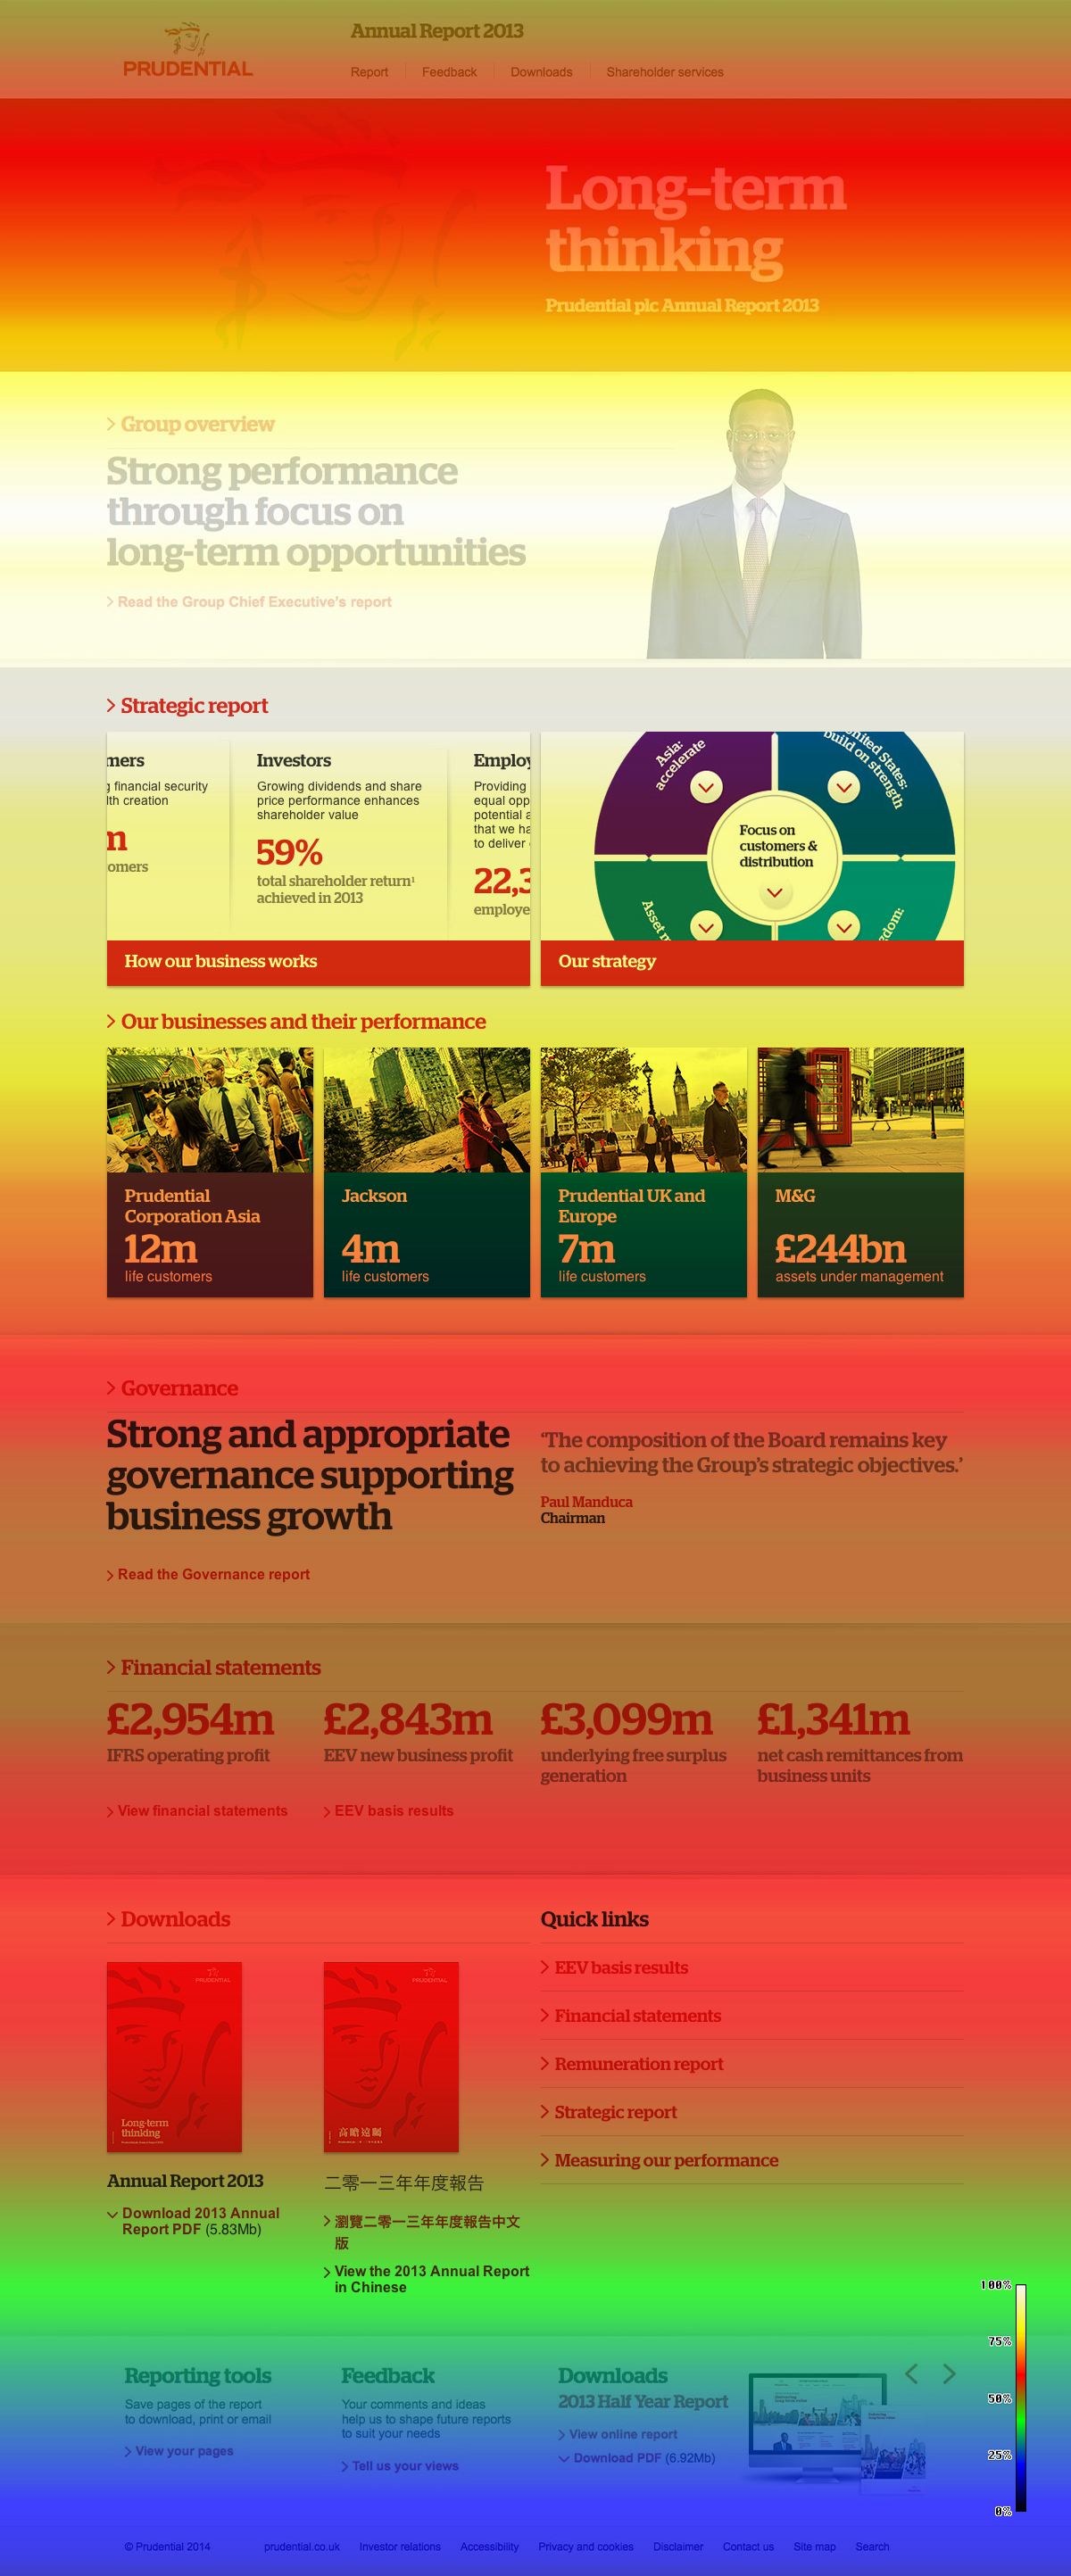 PRUDENTIAL
Annual Report 2013
Report
Feedback
Downloads
Shareholder services
Long-term
thinking
Prudential plc Annual Report 2013
Group overview
Strong performance
through focus on
long-term opportunities
Read the Group Chief Executive's report
Strategic report
mers
g financial security
lth creation
m
omers
Investors
Growing dividends and share
price performance enhances
shareholder value
59%
total shareholder return¹
achieved in 2013
Employ
Providing
equal opp
potential a
that we ha
to deliver
22,3
employe
How our business works
Asia:
accelerate
United States:
build on strength
Focus on
customers &
distribution
Asset m
gdom:
Our strategy
Our businesses and their performance
Prudential
Corporation Asia
12m
life customers
Jackson
4m
life customers
Prudential UK and
Europe
7m
life customers
M&G
£244bn
assets under management
Governance
Strong and appropriate
governance supporting
business growth
Read the Governance report
‘The composition of the Board remains key
to achieving the Group’s strategic objectives.’
Paul Manduca
Chairman
Financial statements
£2,954m
IFRS operating profit
View financial statements
£2,843m
EEV new business profit
EEV basis results
£3,099m
underlying free surplus
generation
£1,341m
net cash remittances from
business units
Downloads
PRUDENTIAL
Long-term
thinking
Annual Report 2013
Download 2013 Annual
Report PDF (5.83Mb)
PRUDENTIAL
高瞻遠矚
二零一三年年度報告
瀏覽二零一三年年度報告中文
版
View the 2013 Annual Report
in Chinese
Quick links
EEV basis results
Financial statements
Remuneration report
Strategic report
Measuring our performance
100%
75%
50%
25%
0%
Reporting tools
Save pages of the report
to download, print or email
View your pages
Feedback
Your comments and ideas
help us to shape future reports
to suit your needs
Tell us your views
Downloads
2013 Half Year Report
View online report
Download PDF (6.92Mb)
© Prudential 2014
prudential.co.uk
Investor relations
Accessibility
Privacy and cookies
Disclaimer
Contact us
Site map
Search